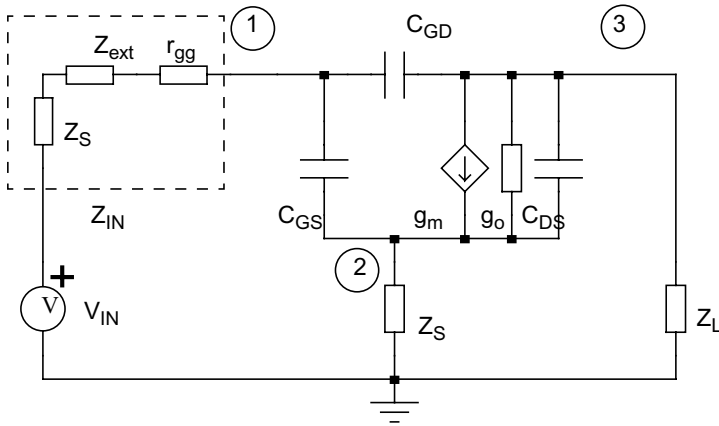 1
C_GD
3
Z_ext
r_gg
Z_S
Z_IN
C_GS
g_m
g_o
C_DS
2
+
V
V_IN
Z_S
Z_L